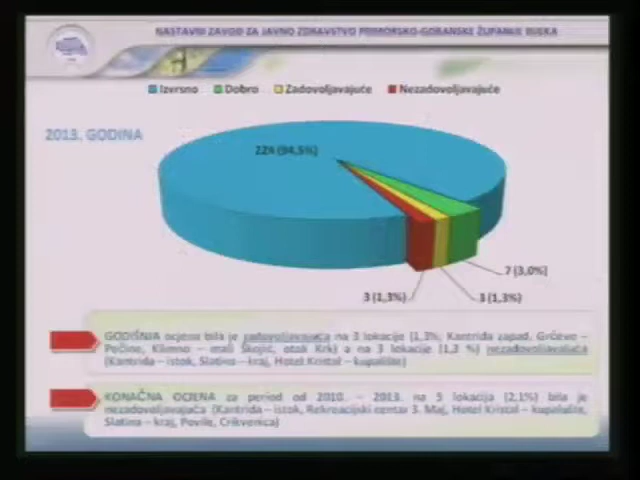 NASTAVNI ZAVOD ZA JAVNO ZDRAVSTVO PRIMORSKO-GORANSKE ŽUPANIJE RIJEKA
Izvrsno Dobro Zadovoljavajuće Nezadovoljavajuće
2013. GODINA
224 (94,5%)
7 (3,0%)
3 (1,3%)
3 (1,3%)
GODIŠNJA ocjena bila je zadovoljavajuća na 3 lokacije (1,3%; Kantrida zapad, Grčevo –
Pećine, Klimno – mali Školjić, otok Krk) a na 3 lokacije (1,3 %) nezadovoljavajuća
(Kantrida – istok, Slatina – kraj, Hotel Kristal – kupalište)
KONAČNA OCJENA za period od 2010. – 2013. na 5 lokacija (2,1%) bila je
nezadovoljavajuća (Kantrida – istok, Rekreacijski centar 3. Maj, Hotel Kristal – kupalište,
Slatina – kraj, Povile, Crikvenica)